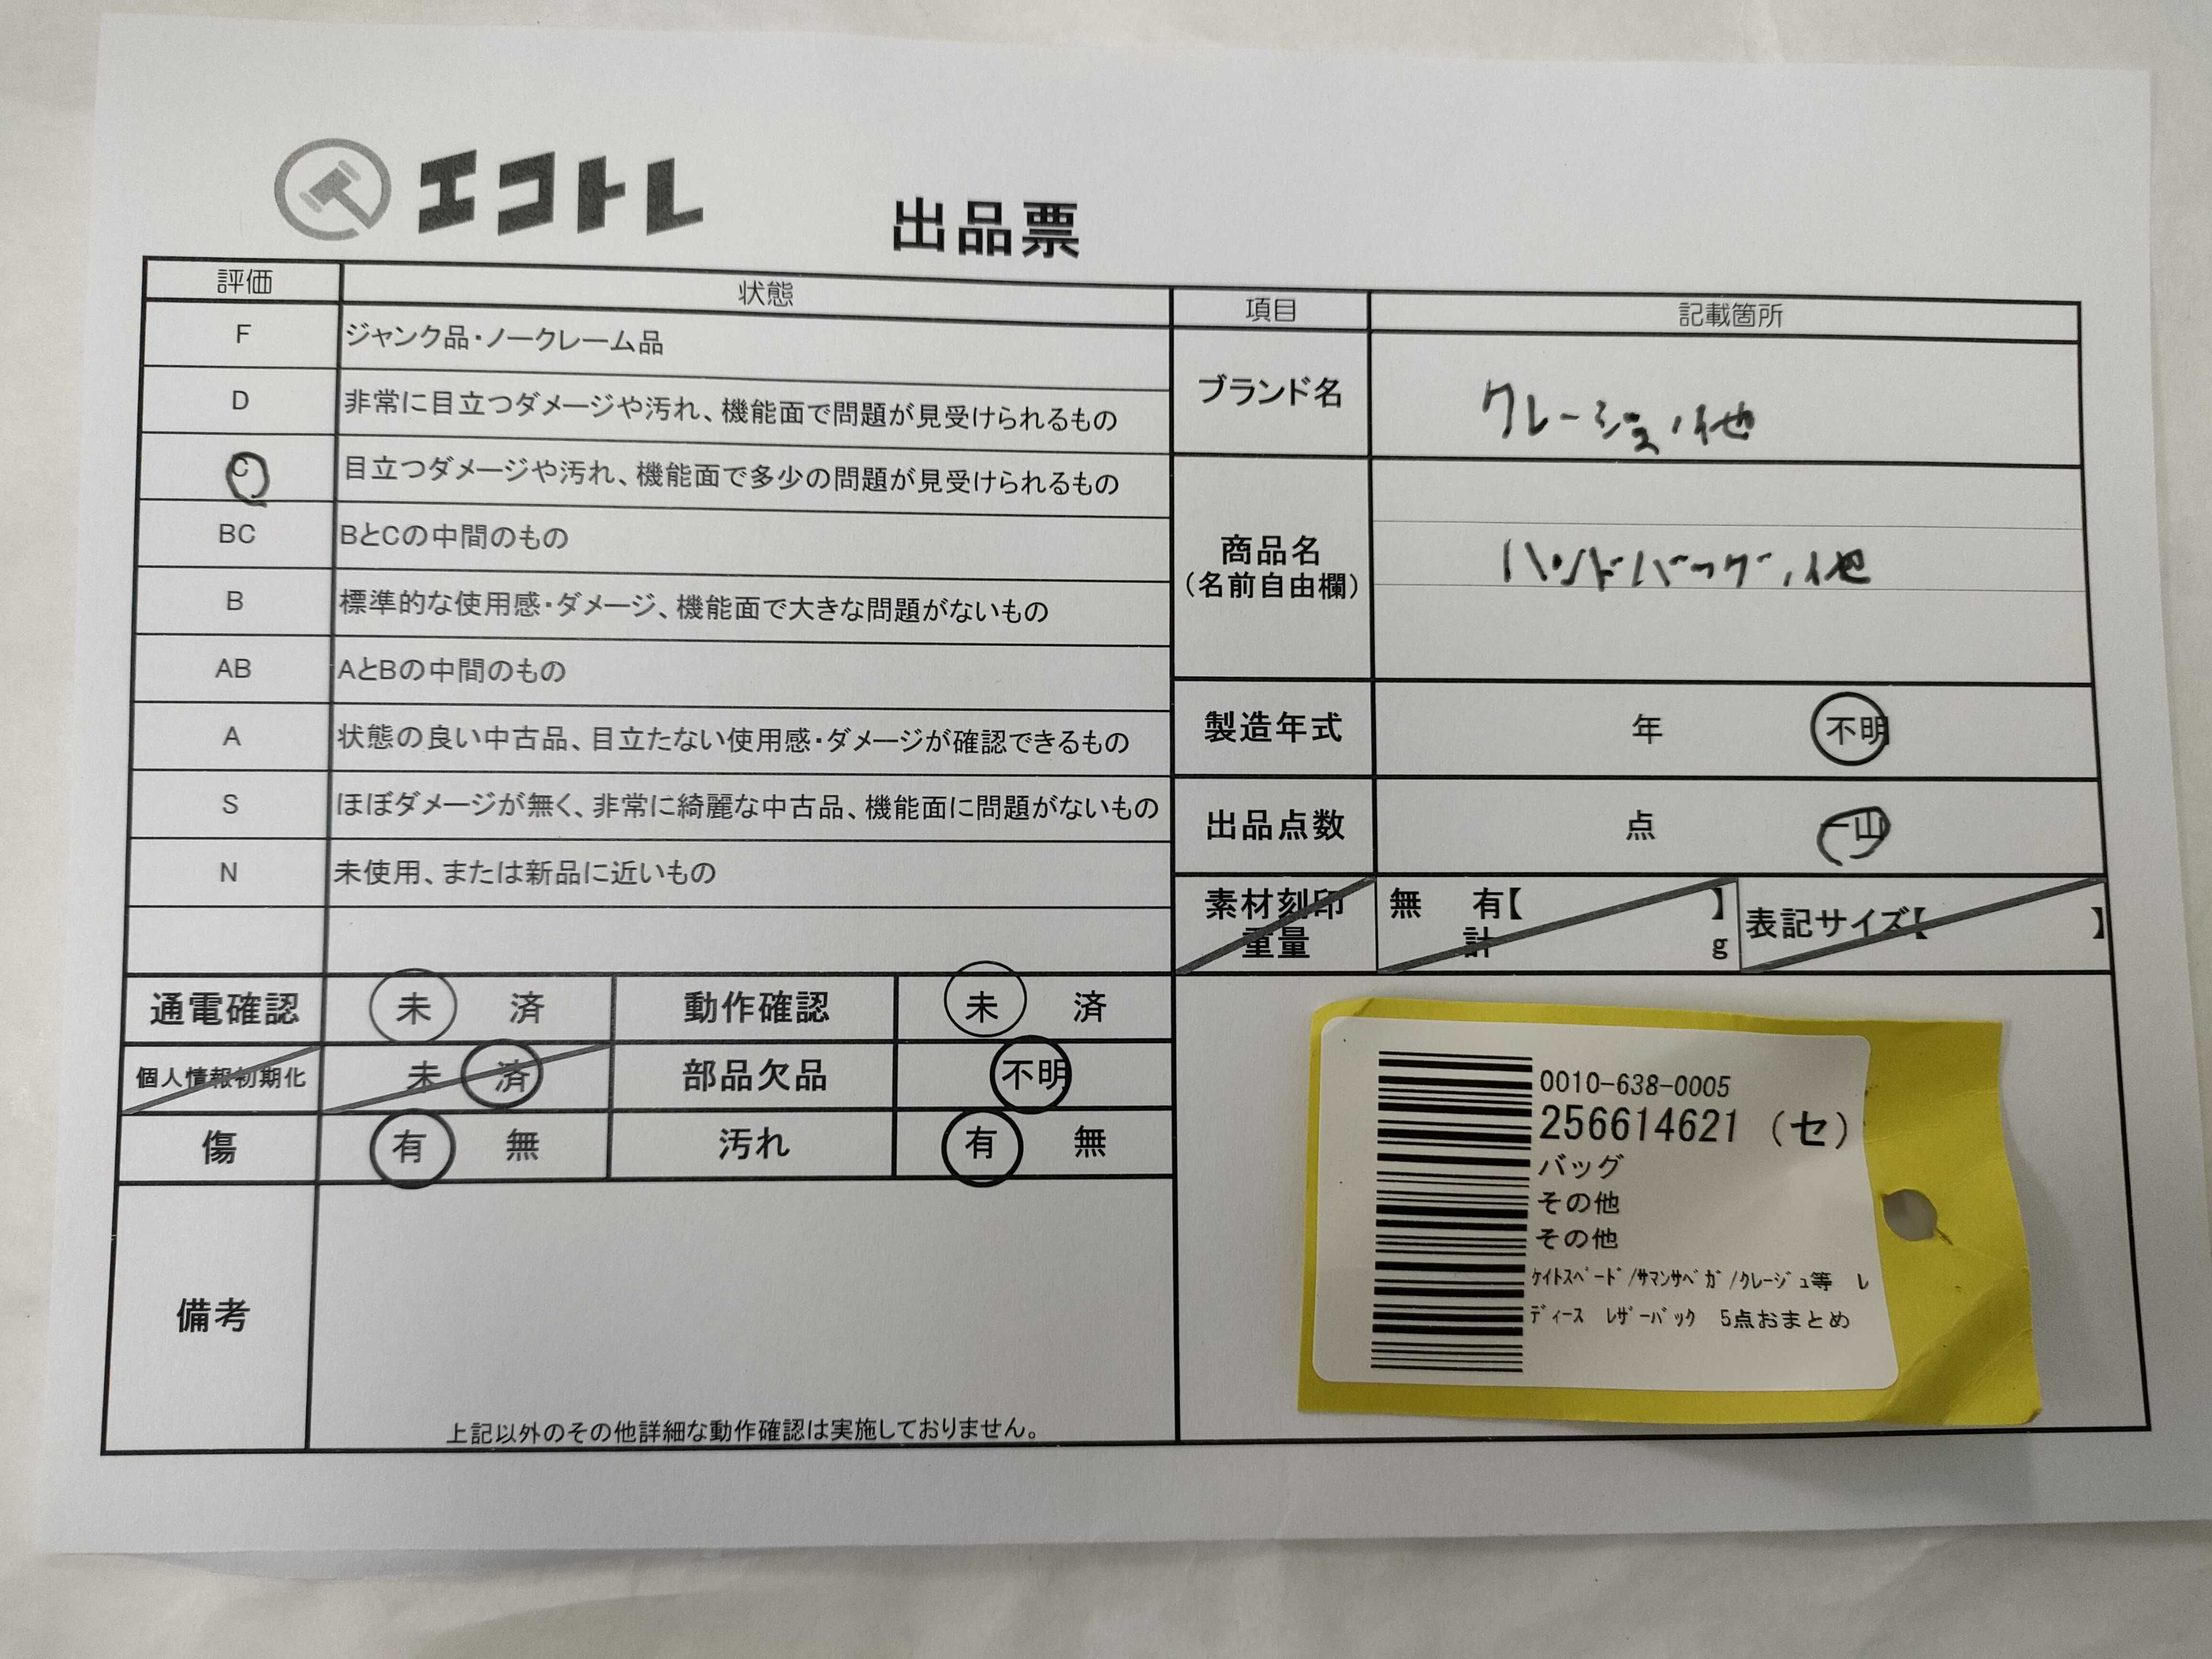 エコトレ
出品票
評価 状態
F ジャンク品・ノークレーム品
D 非常に目立つダメージや汚れ、機能面で問題が見受けられるもの
C 目立つダメージや汚れ、機能面で多少の問題が見受けられるもの
BC BとCの中間のもの
B 標準的な使用感・ダメージ、機能面で大きな問題がないもの
AB AとBの中間のもの
A 状態の良い中古品、目立たない使用感・ダメージが確認できるもの
S ほぼダメージが無く、非常に綺麗な中古品、機能面に問題がないもの
N 未使用、または新品に近いもの
項目 記載箇所
ブランド名 クレージュ,他
商品名
(名前自由欄) ハンドバッグ,他
製造年式 年 不明
出品点数 点 一山
素材刻印 無 有【 】 表記サイズ【 】
重量 計 g
通電確認 未 済 動作確認 未 済
個人情報初期化 未 済 部品欠品 不明
傷 有 無 汚れ 有 無
備考
上記以外のその他詳細な動作確認は実施しておりません。
0010-638-0005
256614621 (セ)
バッグ
その他
その他
ケイトスペード/サマンサベガ/クレージュ等 レ
ディース レザーバック 5点おまとめ